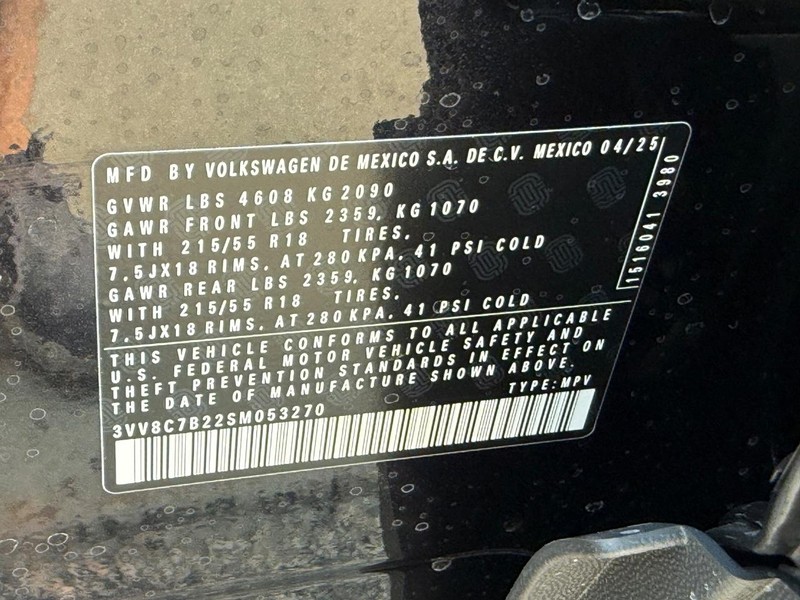 MFD BY VOLKSWAGEN DE MEXICO S.A. DE C.V. MEXICO 04/25
GVWR LBS 4608 KG 2090
GAWR FRONT LBS 2359, KG 1070
WITH 215/55 R18 TIRES,
7.5JX18 RIMS, AT 280 KPA, 41 PSI COLD
GAWR REAR LBS 2359, KG 1070
WITH 215/55 R18 TIRES,
7.5JX18 RIMS, AT 280 KPA, 41 PSI COLD
1516041 3980
THIS VEHICLE CONFORMS TO ALL APPLICABLE
U.S. FEDERAL MOTOR VEHICLE SAFETY AND
THEFT PREVENTION STANDARDS IN EFFECT ON
THE DATE OF MANUFACTURE SHOWN ABOVE.
TYPE: MPV
3VV8C7B22SM053270